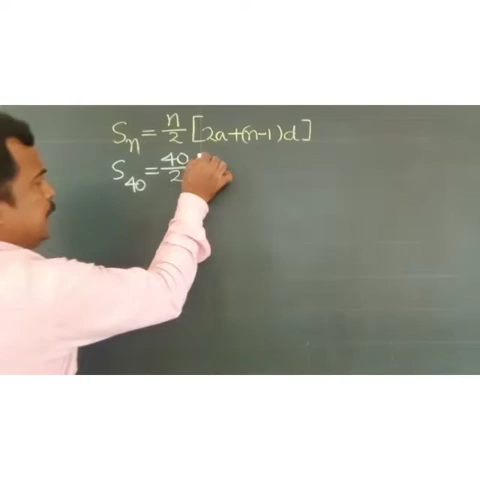 Sn = n/2 [2a+(n-1)d]
S40 = 40/2